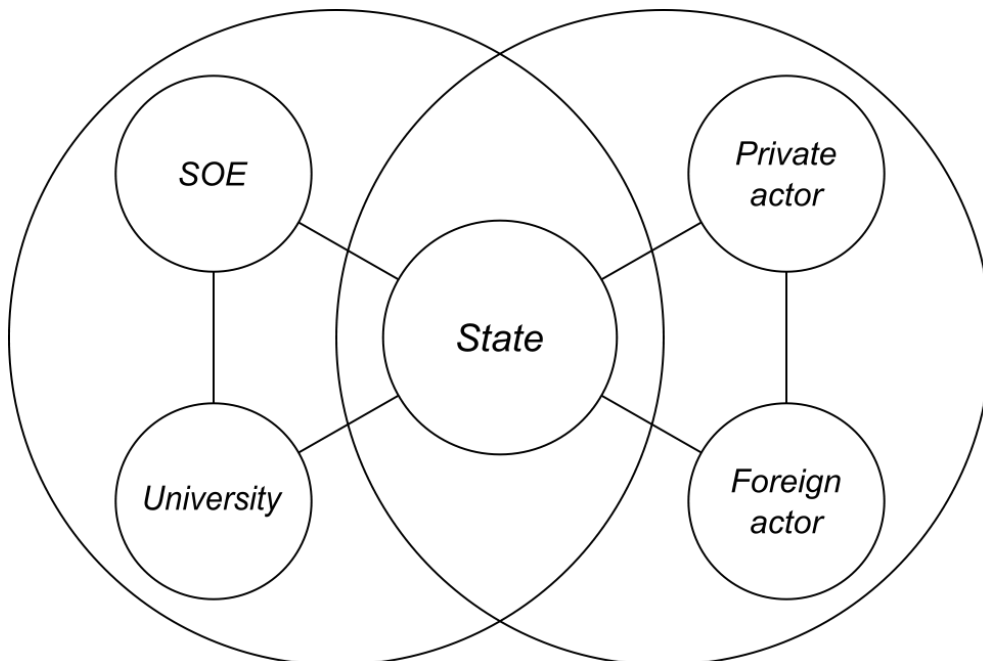 SOE
Private
actor
State
University
Foreign
actor